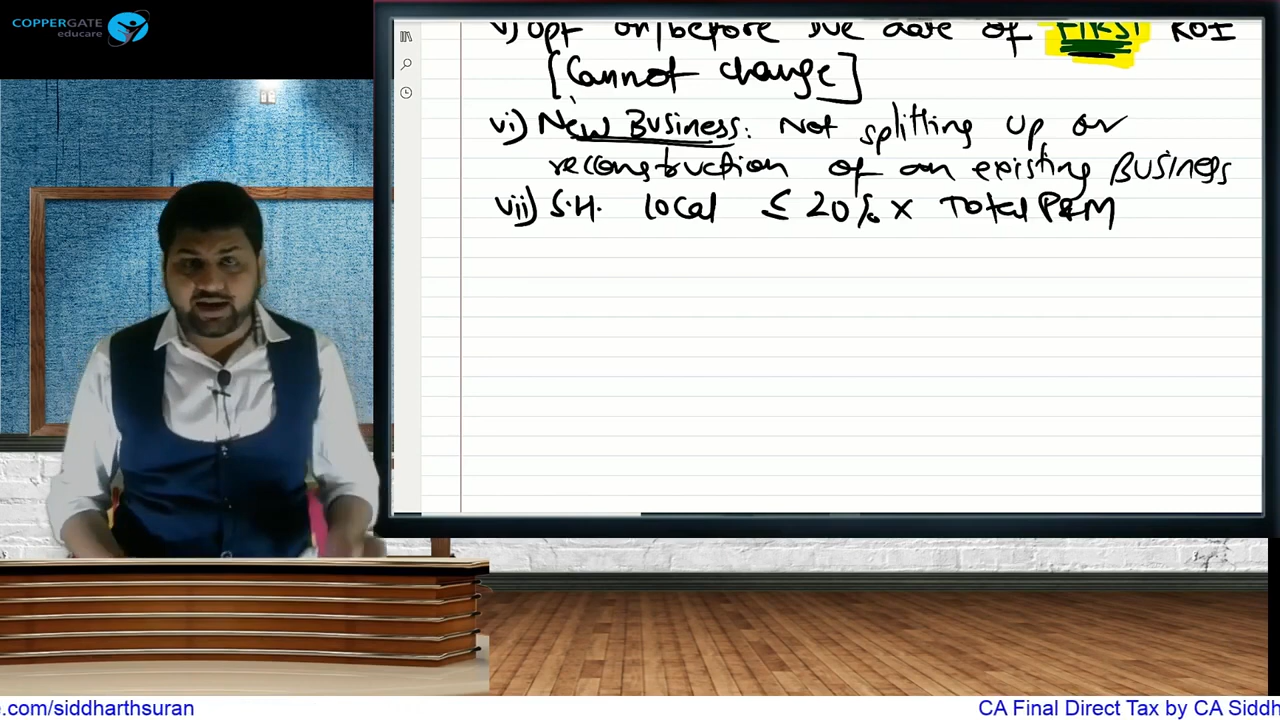 COPPERGATE
educare
v) opt on/before due date of FIRST ROI
[Cannot change]
vi) New Business: Not splitting up or
reconstruction of an existing Business
vii) S.H. local ≤ 20% x Total P&M
e.com/siddharthsuran
CA Final Direct Tax by CA Siddh